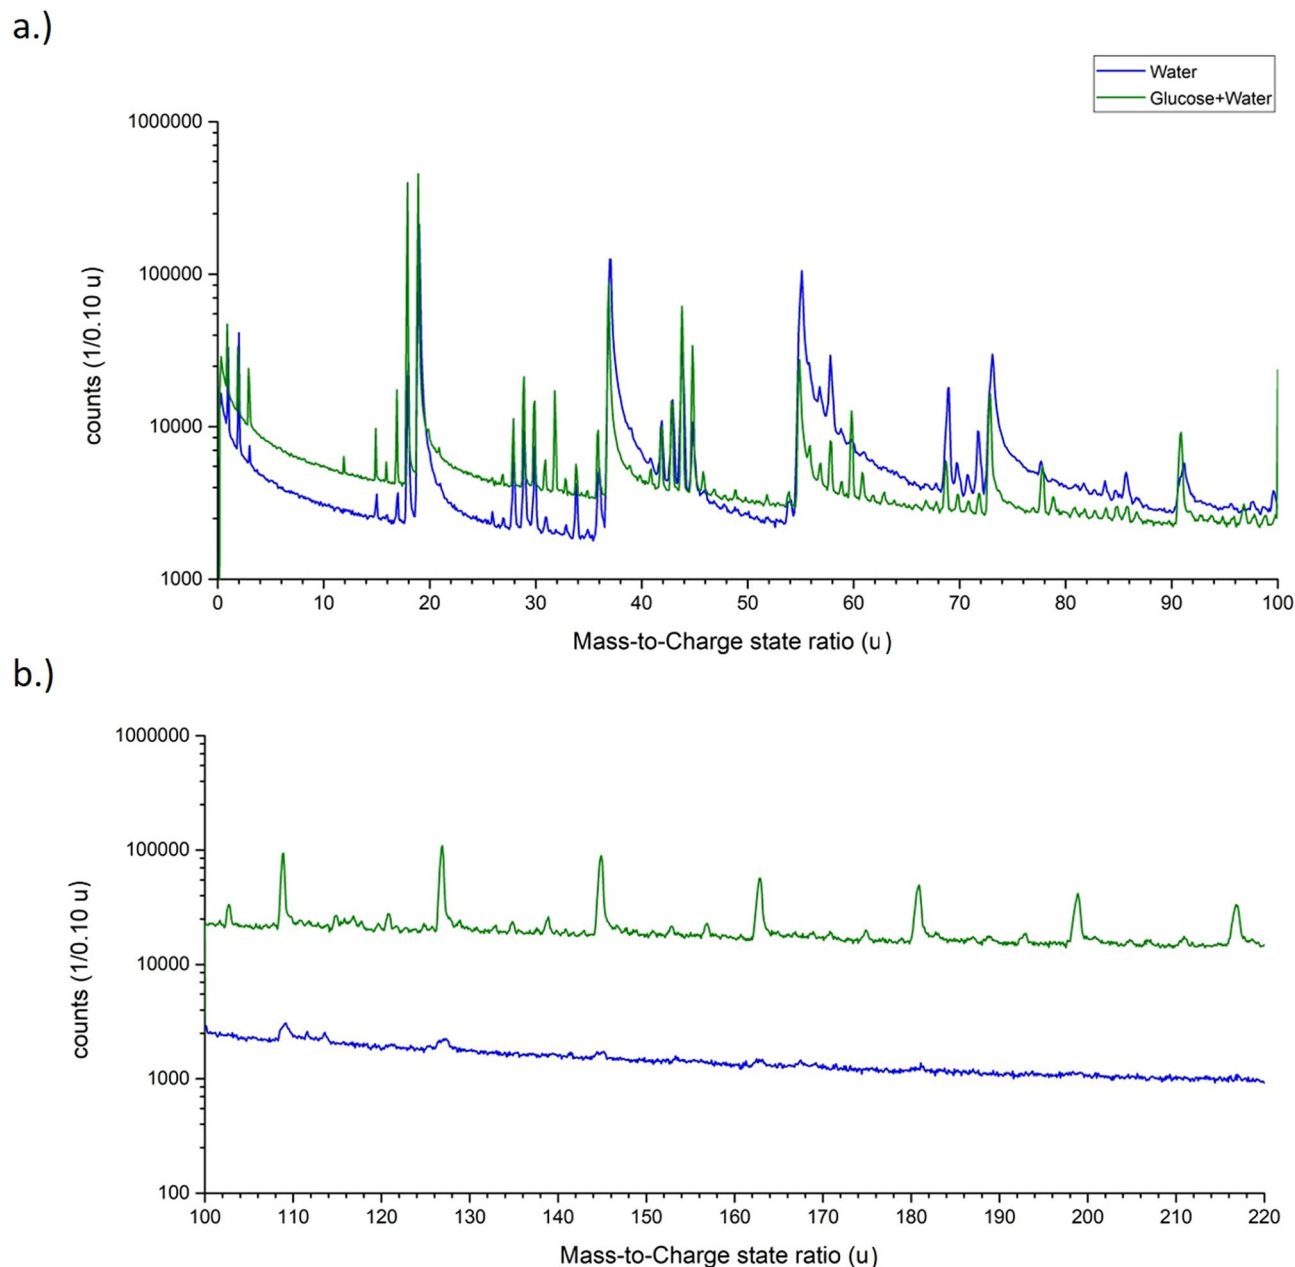 a.)
Water
Glucose+Water
1000000
100000
10000
1000
counts (1/0.10 u)
0 10 20 30 40 50 60 70 80 90 100
Mass-to-Charge state ratio (u)
b.)
1000000
100000
10000
1000
100
counts (1/0.10 u)
100 110 120 130 140 150 160 170 180 190 200 210 220
Mass-to-Charge state ratio (u)